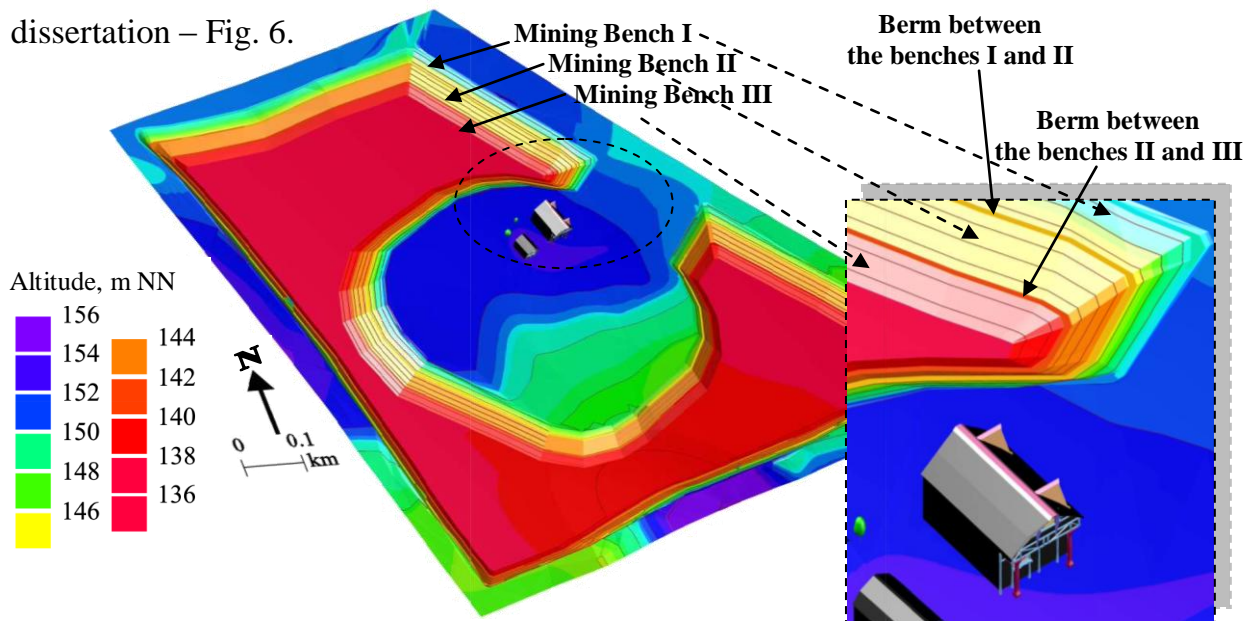 dissertation – Fig. 6.
Mining Bench I
Mining Bench II
Mining Bench III
Berm between
the benches I and II
Berm between
the benches II and III
Altitude, m NN
156
154
152
150
148
146
144
142
140
138
136
N
0 0.1
km